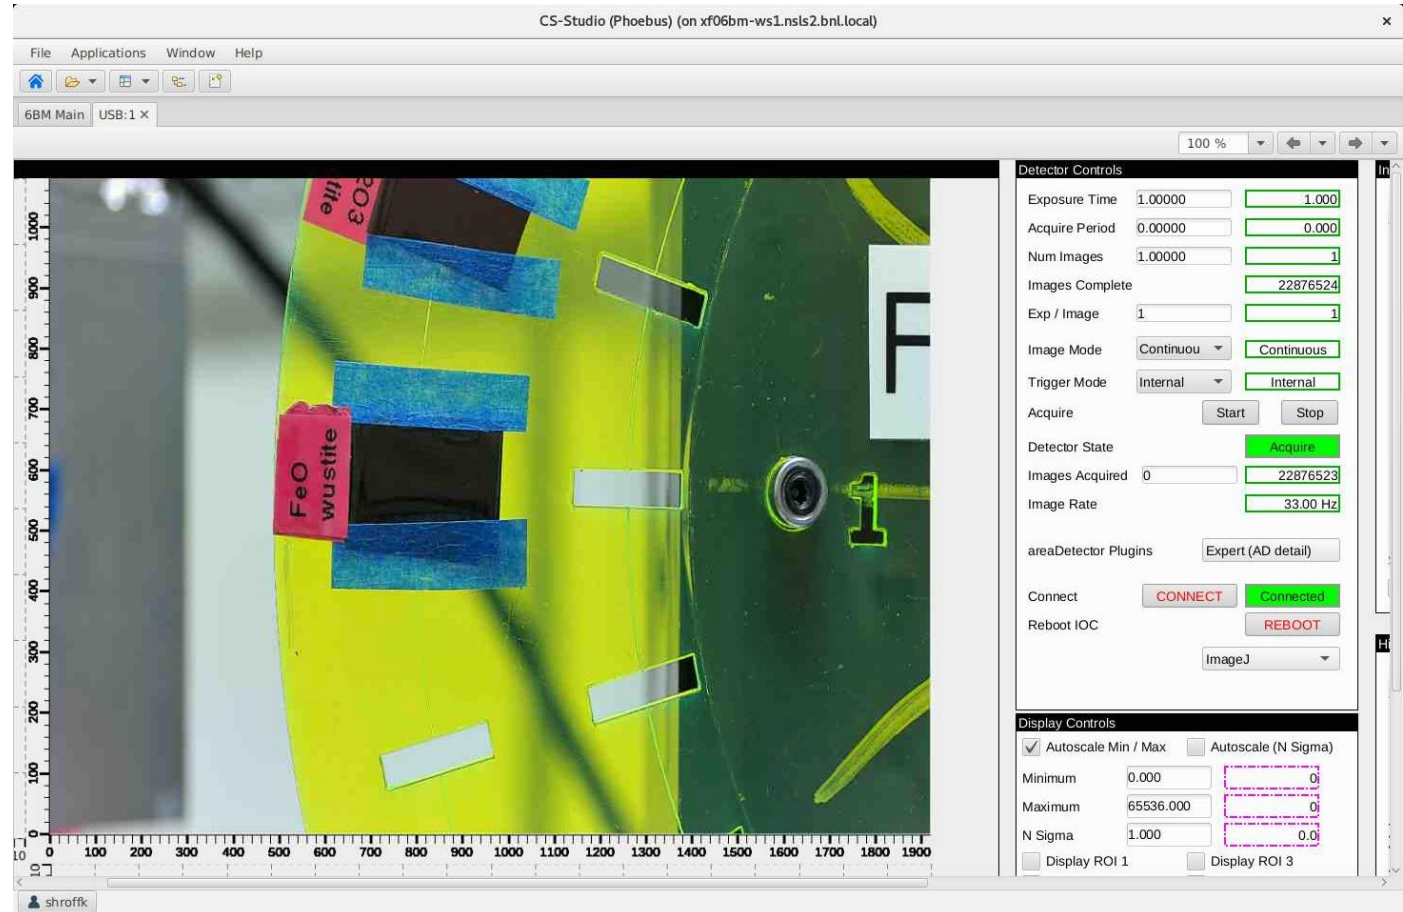 CS-Studio (Phoebus) (on xf06bm-ws1.nsls2.bnl.local)
File Applications Window Help
6BM Main USB:1
100 %
Detector Controls
Exposure Time 1.00000 1.000
Acquire Period 0.00000 0.000
Num Images 1.00000 1
Images Complete 22876524
Exp / Image 1 1
Image Mode Continuou Continuous
Trigger Mode Internal Internal
Acquire Start Stop
Detector State Acquire
Images Acquired 0 22876523
Image Rate 33.00 Hz
areaDetector Plugins Expert (AD detail)
Connect CONNECT Connected
Reboot IOC REBOOT
ImageJ
Display Controls
Autoscale Min / Max Autoscale (N Sigma)
Minimum 0.000 0
Maximum 65536.000 0
N Sigma 1.000 0.0
Display ROI 1 Display ROI 3
In
Hi
1000
900
800
700
600
500
400
300
200
100
0
0 100 200 300 400 500 600 700 800 900 1000 1100 1200 1300 1400 1500 1600 1700 1800 1900
2O3
tite
FeO
wustite
F
1
10
10
shroffk